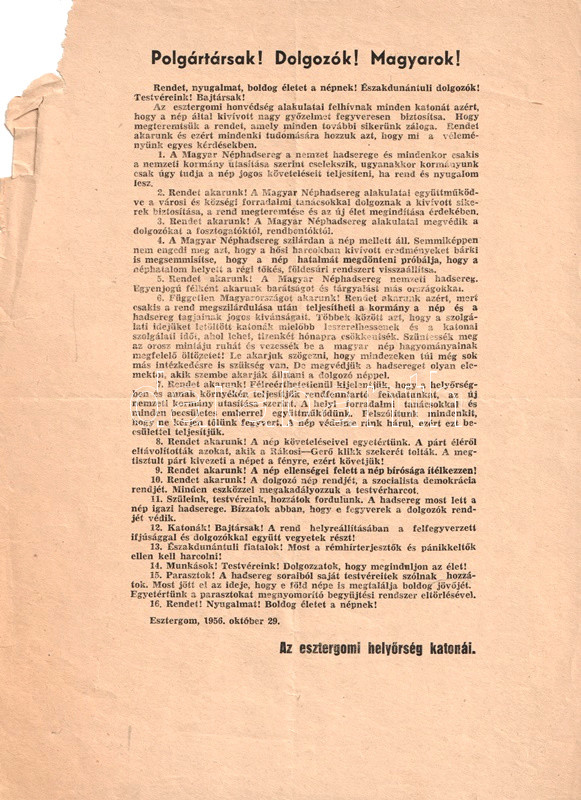 Polgártársak! Dolgozók! Magyarok!
Rendet, nyugalmat, boldog életet a népnek! Északdunántuli dolgozók!
Testvéreink! Bajtársak!
Az esztergomi honvédség alakulatai felhívnak minden katonát azért,
hogy a nép által kivívott nagy győzelmet fegyveresen biztosítsa. Hogy
megteremtsük a rendet, amely minden további sikerünk záloga. Rendet
akarunk és ezért mindenki tudomására hozzuk azt, hogy mi a vélemé-
nyünk egyes kérdésekben.
1. A Magyar Néphadsereg a nemzet hadserege és mindenkor csakis
a nemzeti kormány utasítása szerint cselekszik, ugyanakkor kormányunk
csak úgy tudja a nép jogos követeléseit teljesíteni, ha rend és nyugalom
lesz.
2. Rendet akarunk! A Magyar Néphadsereg alakulatai együttműköd-
ve a városi és községi forradalmi tanácsokkal dolgoznak a kivívott sike-
rek biztosítása, a rend megteremtése és az új élet megindítása érdekében.
3. Rendet akarunk! A Magyar Néphadsereg alakulatai megvédik a
dolgozókat a fosztogatóktól, rendbontóktól.
4. A Magyar Néphadsereg szilárdan a nép mellett áll. Semmiképpen
nem engedi meg azt, hogy a hősi harcokban kivívott eredményeket bárki
is megsemmisítse, hogy a nép hatalmát megdönteni próbálja, hogy a
néphatalom helyett a régi tőkés, földesúri rendszert visszaállítsa.
5. Rendet akarunk! A Magyar Néphadsereg nemzeti hadsereg.
Egyenjogú félként akarunk barátságot és tárgyalást más országokkal.
6. Független Magyarországot akarunk! Rendet akarunk azért, mert
csakis a rend megszilárdulása után teljesítheti a kormány a nép és a
hadsereg tagjainak jogos kívánságait. Többek között azt, hogy a szolgá-
lati idejüket letöltött katonák mielőbb leszerelhessenek és a katonai
szolgálati időt, ahol lehet, tizenkét hónapra csökkentsék. Szüntessék meg
az orosz mintájú ruhát és vezessék be a magyar nép hagyományainak
megfelelő öltözetet! Le akarjuk szögezni, hogy mindezeken túl még sok
más intézkedésre is szükség van. De megvédjük a hadsereget olyan ele-
mektől, akik szembe akarják állítani a dolgozó néppel.
7. Rendet akarunk! Félreérthetetlenül kijelentjük, hogy a helyőrség-
ben és annak környékén teljesítjük rendfenntartó feladatunkat, az új
nemzeti kormány utasítása szerint. A helyi forradalmi tanácsokkal és
minden becsületes emberrel együttműködünk. Felszólítunk mindenkit,
hogy ne kérjen tőlünk fegyvert. A nép védelme ránk hárul, ezért ezt be-
csülettel teljesítjük.
8. Rendet akarunk! A nép követeléseivel egyetértünk. A párt éléről
eltávolították azokat, akik a Rákosi—Gerő klikk szekerét tolták. A meg-
tisztult párt kivezeti a népet a fényre, ezért követjük!
9. Rendet akarunk! A nép ellenségei felett a nép bírósága ítélkezzen!
10. Rendet akarunk! A dolgozó nép rendjét, a szocialista demokrácia
rendjét. Minden eszközzel megakadályozzuk a testvérharcot.
11. Szüleink, testvéreink, hozzátok fordulunk. A hadsereg most lett a
nép igazi hadserege. Bízzatok abban, hogy e fegyverek a dolgozók rend-
jét védik.
12. Katonák! Bajtársak! A rend helyreállításában a felfegyverzett
ifjúsággal és dolgozókkal együtt vegyetek részt!
13. Északdunántuli fiatalok! Most a rémhírterjesztők és pánikkeltők
ellen kell harcolni!
14. Munkások! Testvéreink! Dolgozzatok, hogy meginduljon az élet!
15. Parasztok! A hadsereg soraiból saját testvéreitek szólnak hozzá-
tok. Most jött el az ideje, hogy e föld népe is megtalálja boldog jövőjét.
Egyetértünk a parasztokat megnyomorító begyűjtési rendszer eltörlésével.
16. Rendet! Nyugalmat! Boldog életet a népnek!
Esztergom, 1956. október 29.
Az esztergomi helyőrség katonái.